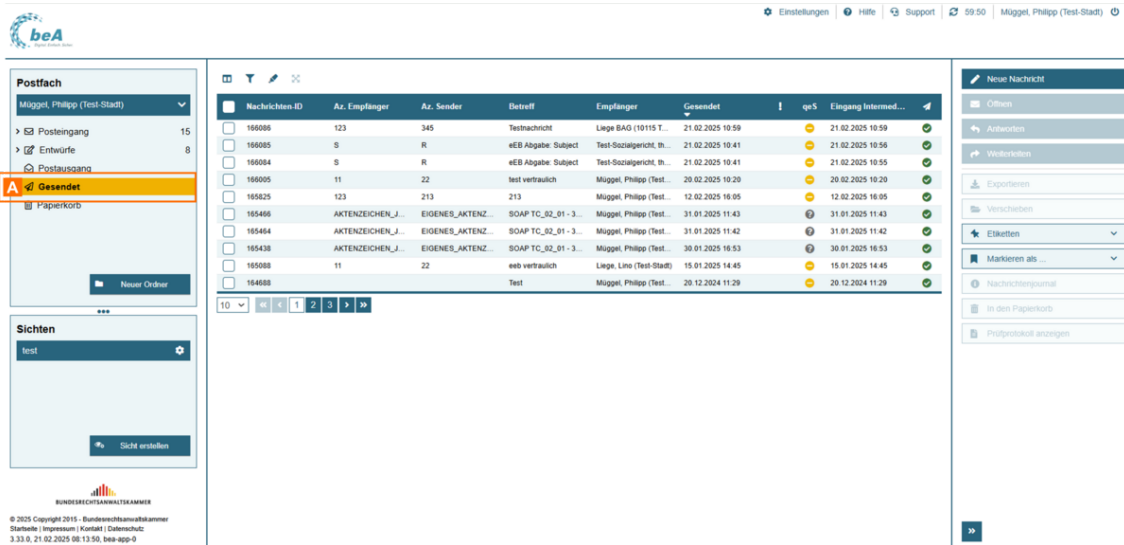 Einstellungen | Hilfe | Support 59:50 | Müggel, Philipp (Test-Stadt)
beA
Postfach
Müggel, Philipp (Test-Stadt)
Posteingang 15
Entwürfe 8
Postausgang
A Gesendet
Papierkorb
Neuer Ordner
Sichten
test
Sicht erstellen
BUNDESRECHTSANWALTSKAMMER
© 2025 Copyright 2015 - Bundesrechtsanwaltskammer
Startseite | Impressum | Kontakt | Datenschutz
3.33.0, 21.02.2025 08:13:50, bea-app-0
Nachrichten-ID Az. Empfänger Az. Sender Betreff Empfänger Gesendet ! qeS Eingang Intermed...
166086 123 345 Testnachricht Liege BAG (10115 T... 21.02.2025 10:59 21.02.2025 10:59
166085 S R eEB Abgabe: Subject Test-Sozialgericht, th... 21.02.2025 10:41 21.02.2025 10:56
166084 S R eEB Abgabe: Subject Test-Sozialgericht, th... 21.02.2025 10:41 21.02.2025 10:55
166005 11 22 test vertraulich Müggel, Philipp (Test... 20.02.2025 10:20 20.02.2025 10:20
165825 123 213 213 Müggel, Philipp (Test... 12.02.2025 16:05 12.02.2025 16:05
165466 AKTENZEICHEN_J... EIGENES_AKTENZ... SOAP TC_02_01 - 3... Müggel, Philipp (Test... 31.01.2025 11:43 31.01.2025 11:43
165464 AKTENZEICHEN_J... EIGENES_AKTENZ... SOAP TC_02_01 - 3... Müggel, Philipp (Test... 31.01.2025 11:42 31.01.2025 11:42
165438 AKTENZEICHEN_J... EIGENES_AKTENZ... SOAP TC_02_01 - 3... Müggel, Philipp (Test... 30.01.2025 16:53 30.01.2025 16:53
165088 11 22 eeb vertraulich Liege, Lino (Test-Stadt) 15.01.2025 14:45 15.01.2025 14:45
164688 Test Müggel, Philipp (Test... 20.12.2024 11:29 20.12.2024 11:29
10 « ‹ 1 2 3 › »
Neue Nachricht
Öffnen
Antworten
Weiterleiten
Exportieren
Verschieben
Etiketten
Markieren als ...
Nachrichtenjournal
In den Papierkorb
Prüfprotokoll anzeigen
»